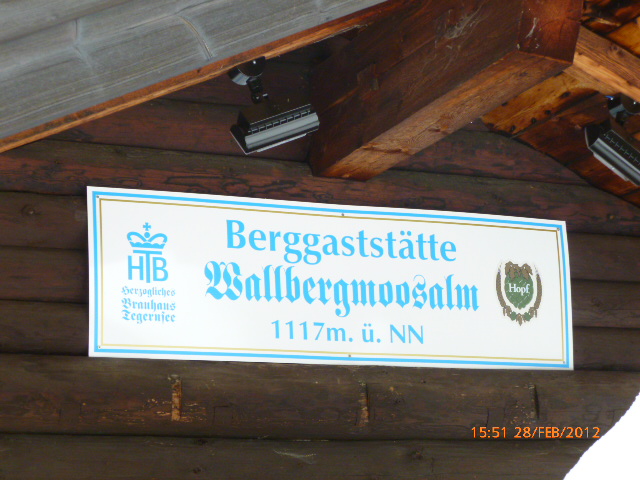 Berggaststätte
Wallbergmoosalm
1117m. ü. NN
HTB
Herzogliches
Brauhaus
Tegernsee
Hopf
15:51 28/FEB/2012